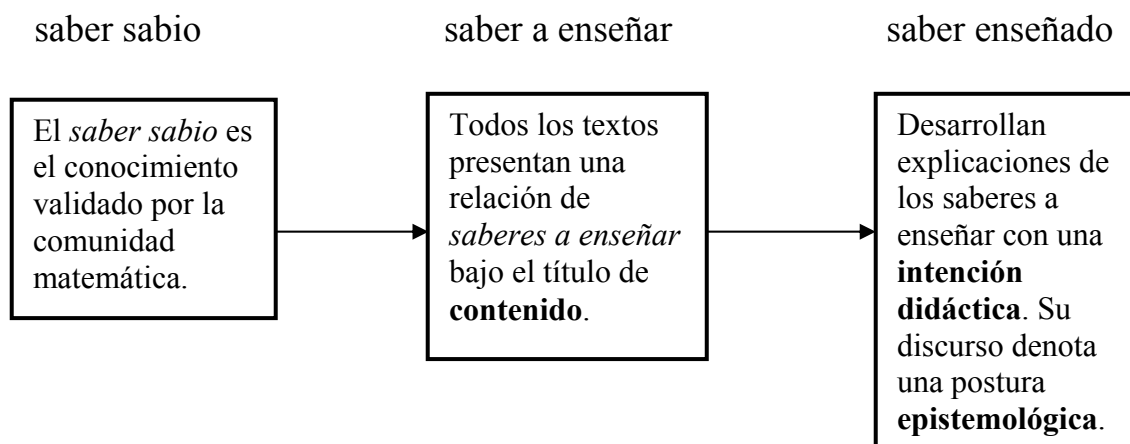 saber sabio
saber a enseñar
saber enseñado
El saber sabio es
el conocimiento
validado por la
comunidad
matemática.
Todos los textos
presentan una
relación de
saberes a enseñar
bajo el título de
contenido.
Desarrollan
explicaciones de
los saberes a
enseñar con una
intención
didáctica. Su
discurso denota
una postura
epistemológica.